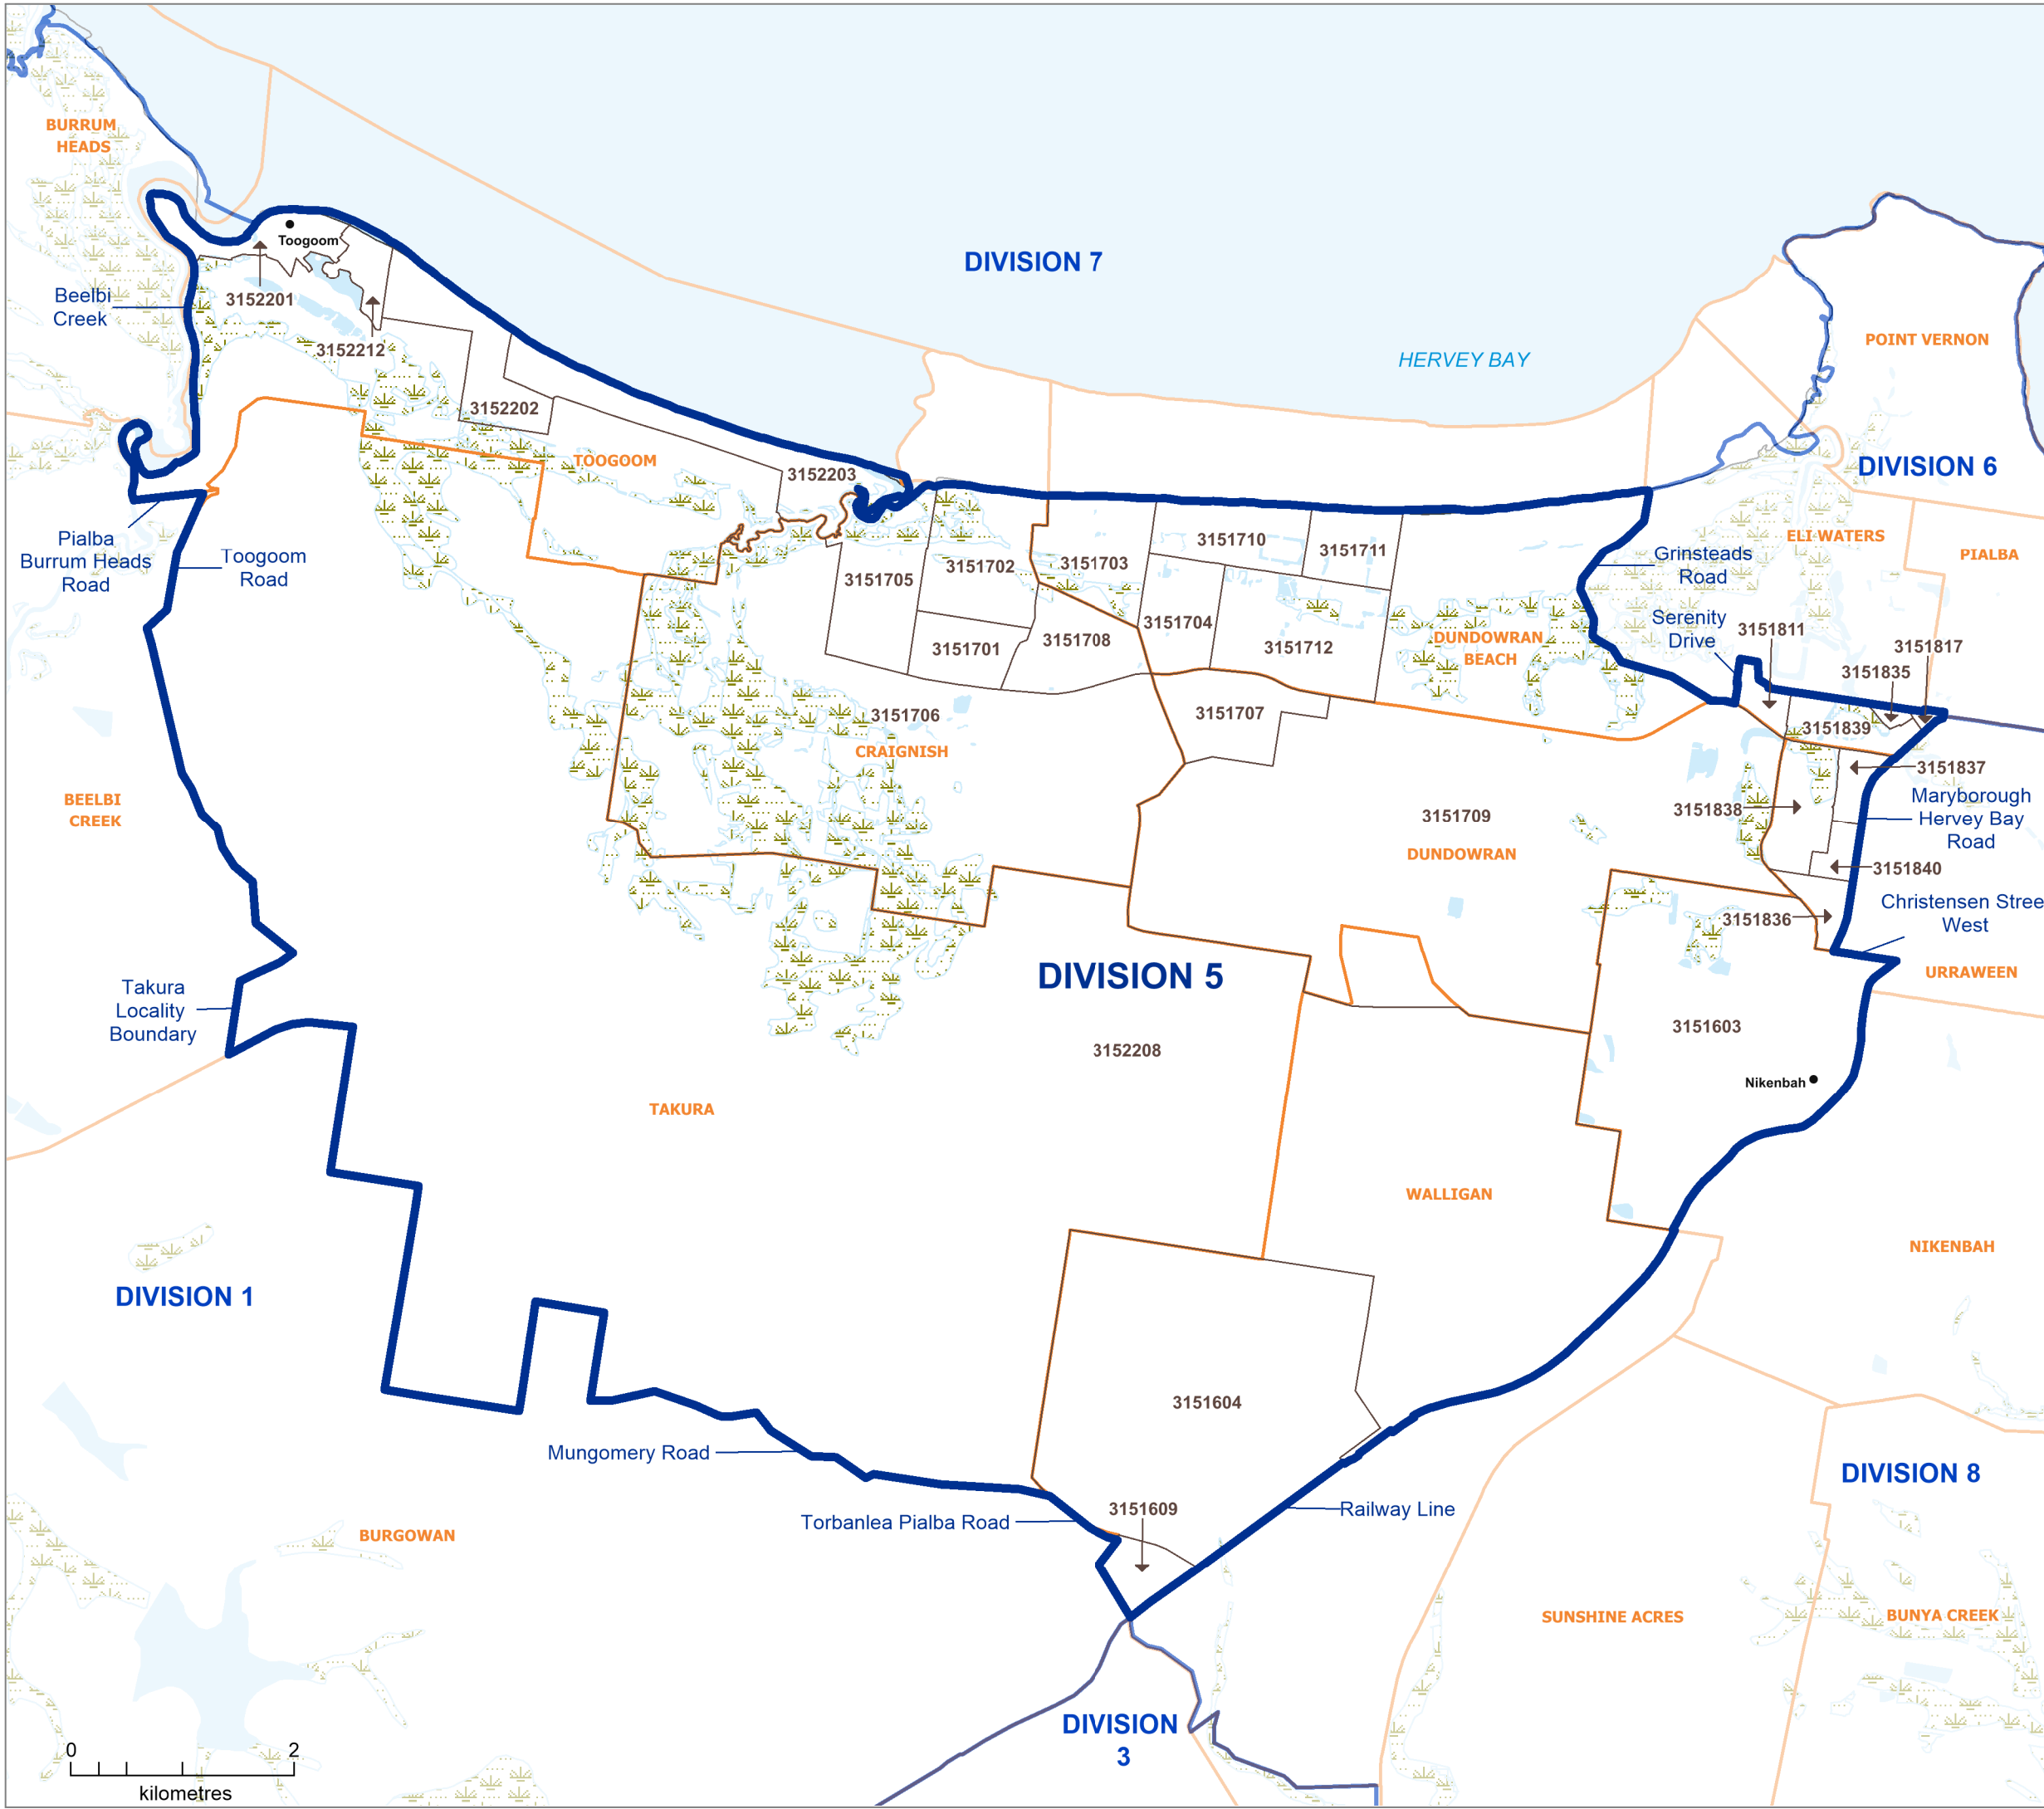 BURRUM
HEADS
Toogoom
DIVISION 7
Beelbi
Creek
3152201
3152212
HERVEY BAY
POINT VERNON
3152202
TOOGOOM
3152203
DIVISION 6
Pialba
Burrum Heads
Road
Toogoom
Road
3151705
3151702
3151703
3151710
3151711
Grinsteads
Road
ELI WATERS
PIALBA
3151701
3151708
3151704
3151712
DUNDOWRAN
BEACH
Serenity
Drive
3151811
3151817
3151835
3151706
CRAIGNISH
3151707
3151839
3151837
BEELBI
CREEK
3151709
DUNDOWRAN
3151838
Maryborough
Hervey Bay
Road
3151840
Christensen Stree
West
3151836
URRAWEEN
Takura
Locality
Boundary
DIVISION 5
3152208
3151603
Nikenbah
TAKURA
WALLIGAN
NIKENBAH
DIVISION 1
3151604
Mungomery Road
Torbanlea Pialba Road
3151609
Railway Line
DIVISION 8
BURGOWAN
SUNSHINE ACRES
BUNYA CREEK
DIVISION
3
0 2
kilometres